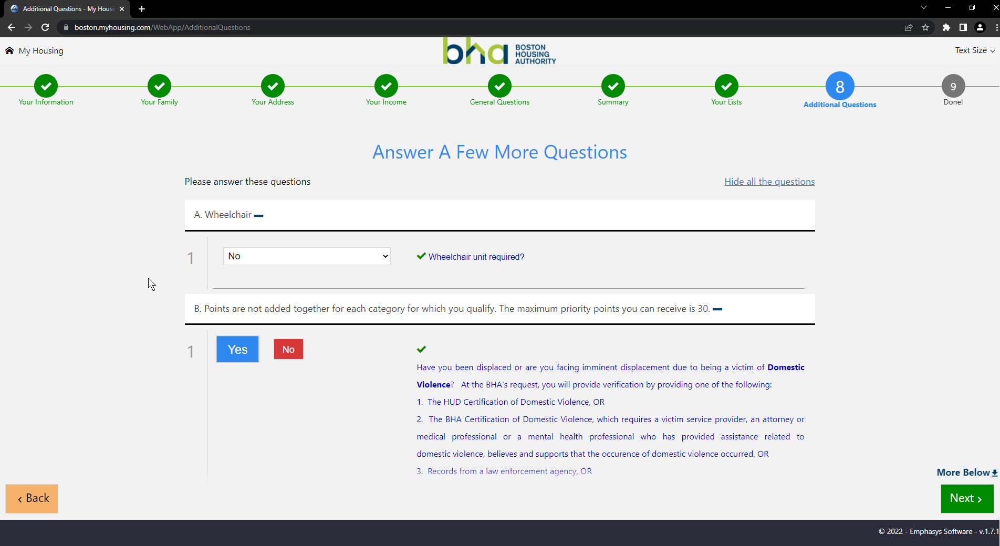 Additional Questions - My Housi
boston.myhousing.com/WebApp/AdditionalQuestions
My Housing
bha BOSTON
HOUSING
AUTHORITY
Text Size
8
9
Your Information
Your Family
Your Address
Your Income
General Questions
Summary
Your Lists
Additional Questions
Done!
Answer A Few More Questions
Please answer these questions
Hide all the questions
A. Wheelchair
1
No
Wheelchair unit required?
B. Points are not added together for each category for which you qualify. The maximum priority points you can receive is 30.
1
Yes
No
Have you been displaced or are you facing imminent displacement due to being a victim of Domestic
Violence? At the BHA's request, you will provide verification by providing one of the following:
1. The HUD Certification of Domestic Violence, OR
2. The BHA Certification of Domestic Violence, which requires a victim service provider, an attorney or
medical professional or a mental health professional who has provided assistance related to
domestic violence, believes and supports that the occurence of domestic violence occurred. OR
3. Records from a law enforcement agency, OR
More Below
‹ Back
Next ›
© 2022 - Emphasys Software - v.1.7.1